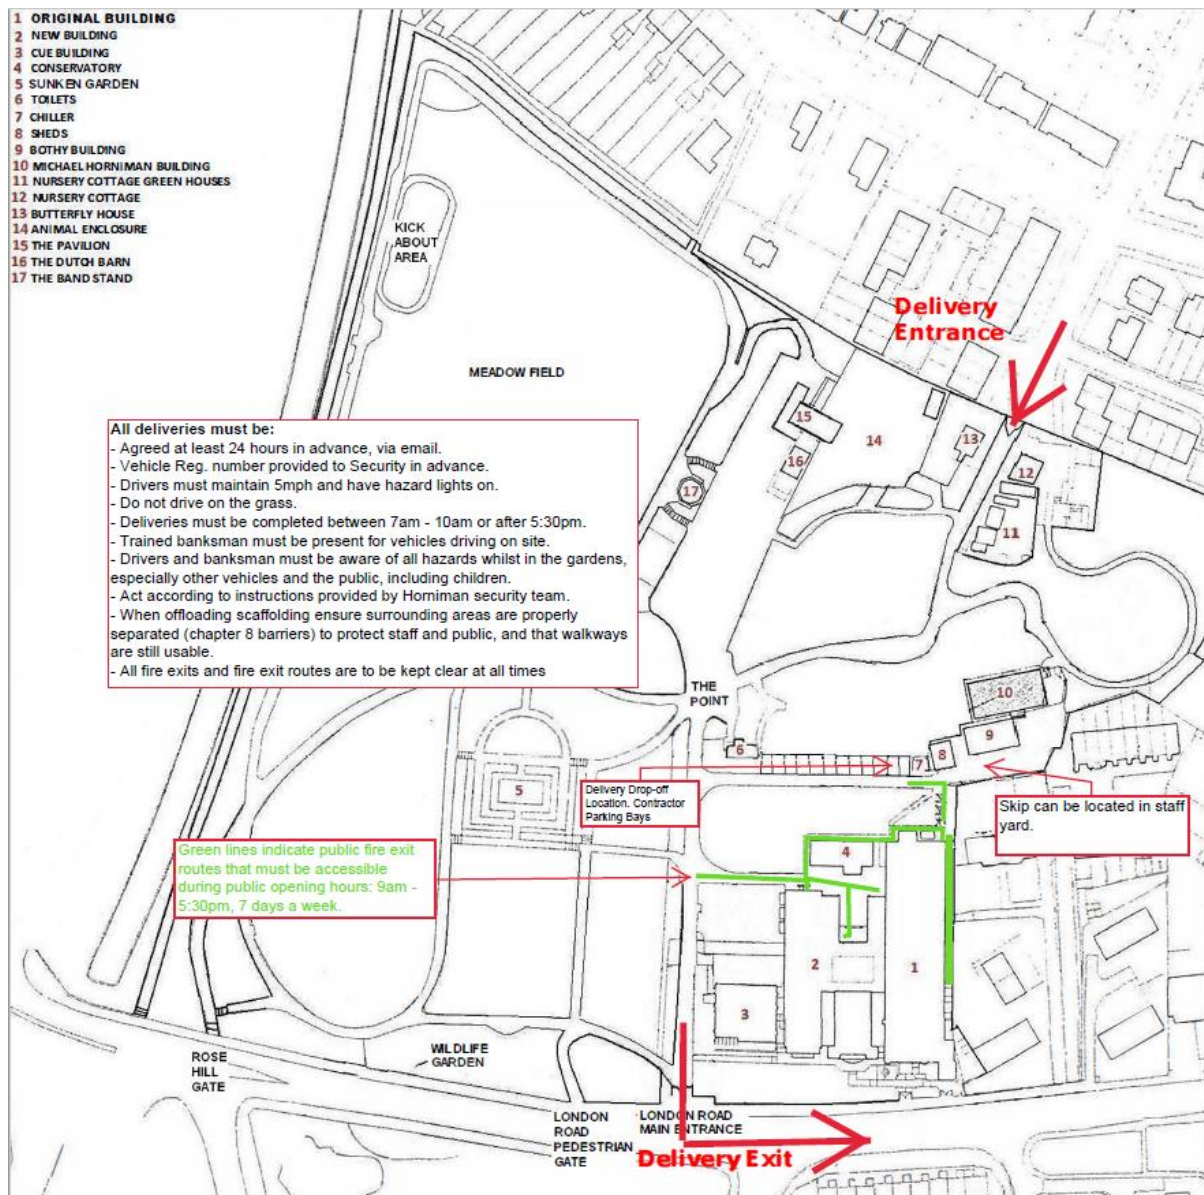 1 ORIGINAL BUILDING
2 NEW BUILDING
3 CUE BUILDING
4 CONSERVATORY
5 SUNKEN GARDEN
6 TOILETS
7 CHILLER
8 SHEDS
9 BOTHY BUILDING
10 MICHAEL HORNIMAN BUILDING
11 NURSERY COTTAGE GREEN HOUSES
12 NURSERY COTTAGE
13 BUTTERFLY HOUSE
14 ANIMAL ENCLOSURE
15 THE PAVILION
16 THE DUTCH BARN
17 THE BAND STAND
KICK
ABOUT
AREA
Delivery
Entrance
MEADOW FIELD
15
14
13
16
12
17
11
All deliveries must be:
- Agreed at least 24 hours in advance, via email.
- Vehicle Reg. number provided to Security in advance.
- Drivers must maintain 5mph and have hazard lights on.
- Do not drive on the grass.
- Deliveries must be completed between 7am - 10am or after 5:30pm.
- Trained banksman must be present for vehicles driving on site.
- Drivers and banksman must be aware of all hazards whilst in the gardens,
especially other vehicles and the public, including children.
- Act according to instructions provided by Horniman security team.
- When offloading scaffolding ensure surrounding areas are properly
separated (chapter 8 barriers) to protect staff and public, and that walkways
are still usable.
- All fire exits and fire exit routes are to be kept clear at all times
THE
POINT
10
9
8
7
6
5
Delivery Drop-off
Location. Contractor
Parking Bays
Skip can be located in staff
yard.
Green lines indicate public fire exit
routes that must be accessible
during public opening hours: 9am -
5:30pm, 7 days a week.
4
2
1
3
ROSE
HILL
GATE
WILDLIFE
GARDEN
LONDON
ROAD
PEDESTRIAN
GATE
LONDON ROAD
MAIN ENTRANCE
Delivery Exit